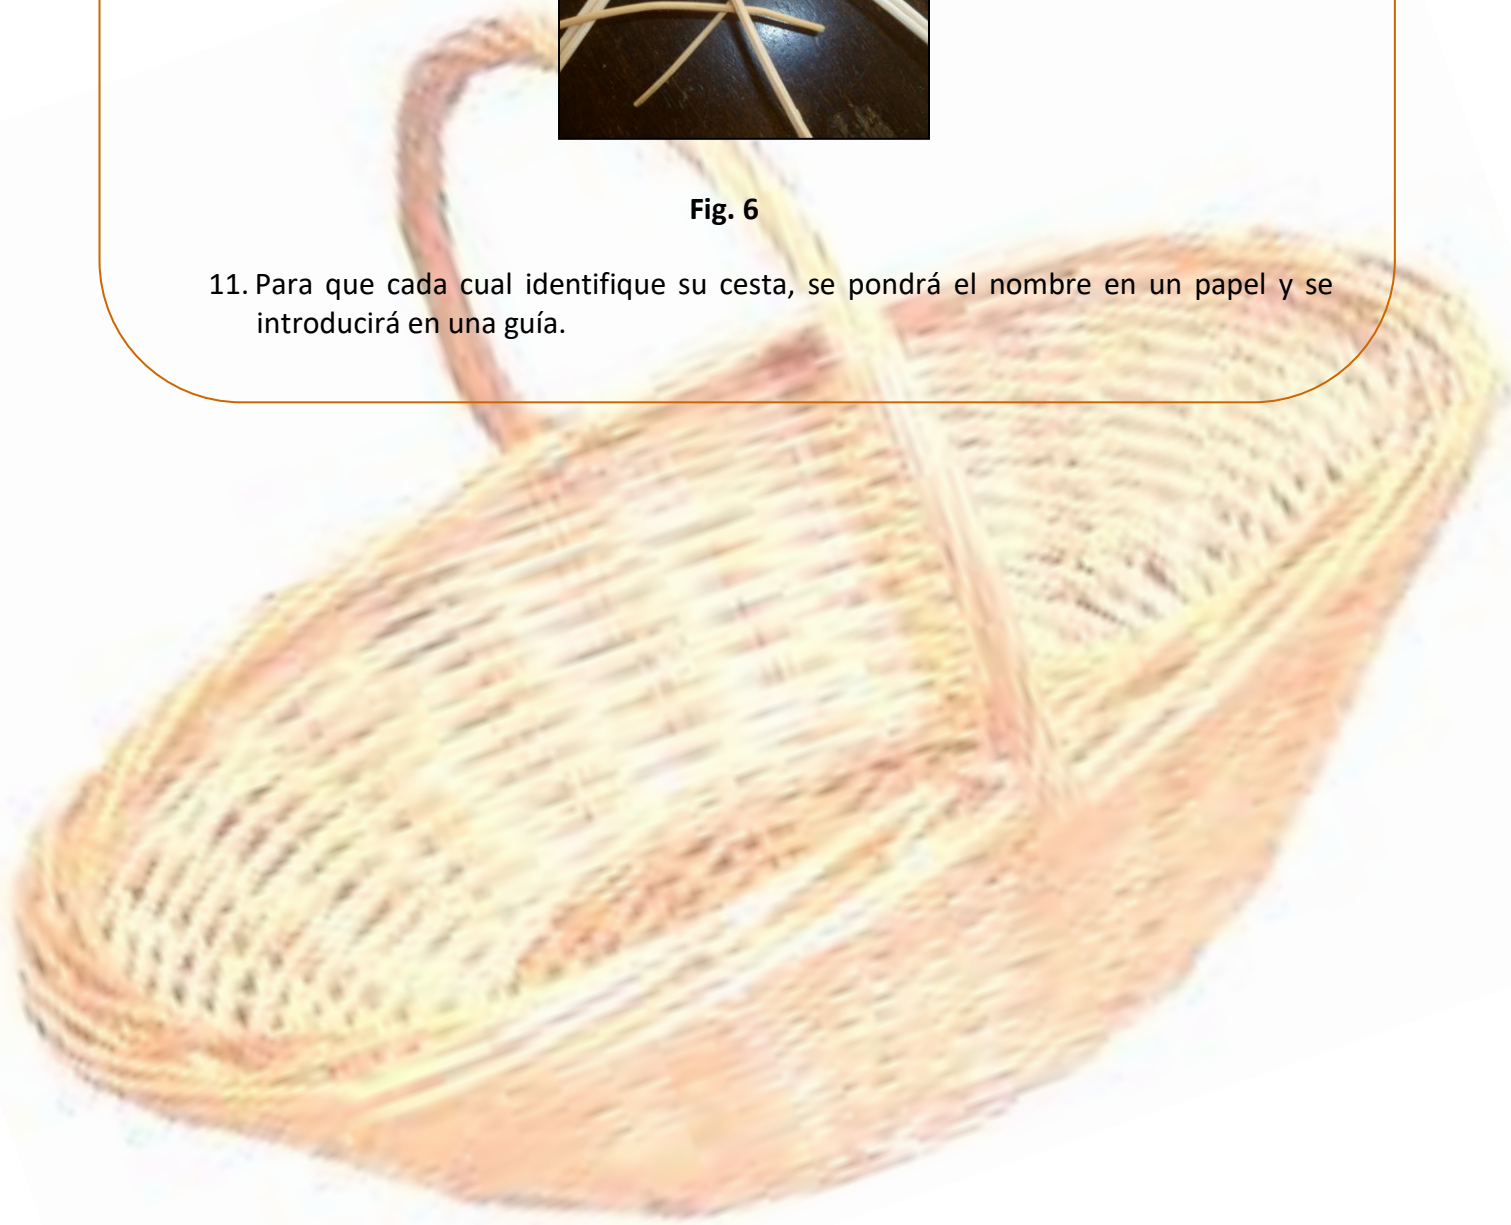 Fig. 6
11. Para que cada cual identifique su cesta, se pondrá el nombre en un papel y se
introducirá en una guía.